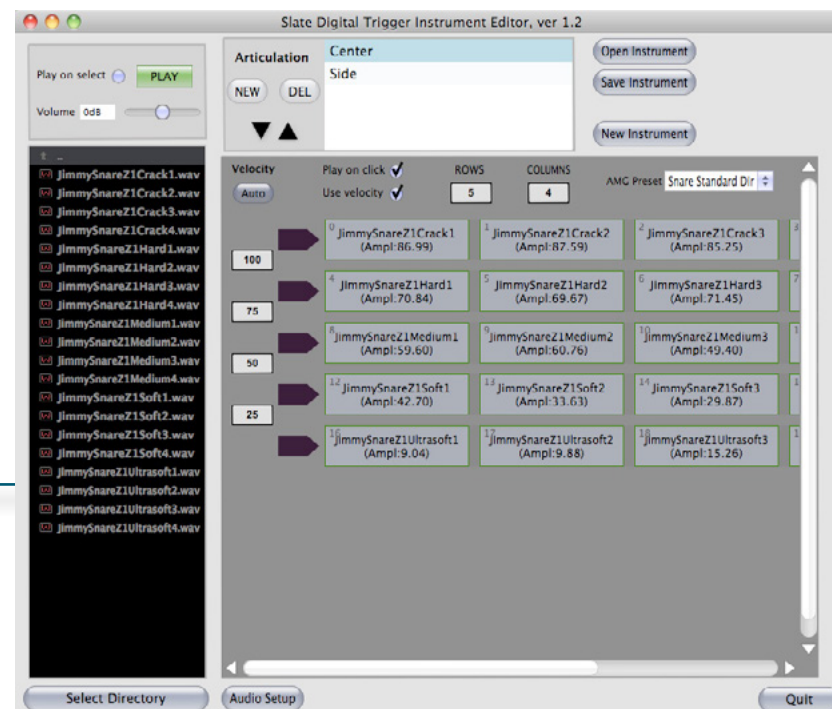 Slate Digital Trigger Instrument Editor, ver 1.2
Play on select PLAY
Volume 0dB
Articulation
NEW DEL
Center
Side
Open Instrument
Save Instrument
New Instrument
JimmySnareZ1Crack1.wav
JimmySnareZ1Crack2.wav
JimmySnareZ1Crack3.wav
JimmySnareZ1Crack4.wav
JimmySnareZ1Hard1.wav
JimmySnareZ1Hard2.wav
JimmySnareZ1Hard3.wav
JimmySnareZ1Hard4.wav
JimmySnareZ1Medium1.wav
JimmySnareZ1Medium2.wav
JimmySnareZ1Medium3.wav
JimmySnareZ1Medium4.wav
JimmySnareZ1Soft1.wav
JimmySnareZ1Soft2.wav
JimmySnareZ1Soft3.wav
JimmySnareZ1Soft4.wav
JimmySnareZ1Ultrasoft1.wav
JimmySnareZ1Ultrasoft2.wav
JimmySnareZ1Ultrasoft3.wav
JimmySnareZ1Ultrasoft4.wav
Select Directory
Velocity Play on click ROWS COLUMNS
Auto Use velocity 5 4 AMG Preset Snare Standard Dir
0 JimmySnareZ1Crack1 1 JimmySnareZ1Crack2 2 JimmySnareZ1Crack3 3
(Ampl:86.99) (Ampl:87.59) (Ampl:85.25)
100
4 JimmySnareZ1Hard1 5 JimmySnareZ1Hard2 6 JimmySnareZ1Hard3 7
(Ampl:70.84) (Ampl:69.67) (Ampl:71.45)
75
8 JimmySnareZ1Medium1 9 JimmySnareZ1Medium2 10 JimmySnareZ1Medium3
(Ampl:59.60) (Ampl:60.76) (Ampl:49.40)
50
12 JimmySnareZ1Soft1 13 JimmySnareZ1Soft2 14 JimmySnareZ1Soft3
(Ampl:42.70) (Ampl:33.63) (Ampl:29.87)
25
16 JimmySnareZ1Ultrasoft1 17 JimmySnareZ1Ultrasoft2 18 JimmySnareZ1Ultrasoft3
(Ampl:9.04) (Ampl:9.88) (Ampl:15.26)
Audio Setup
Quit